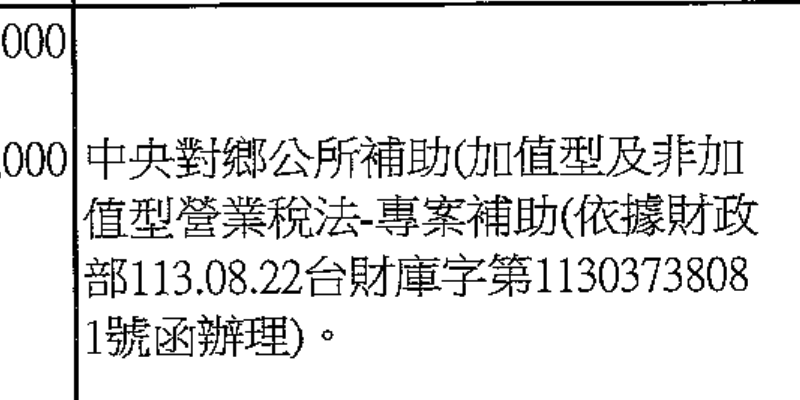 000
,000 中央對鄉公所補助(加值型及非加
值型營業稅法-專案補助(依據財政
部113.08.22台財庫字第1130373808
1號函辦理)。